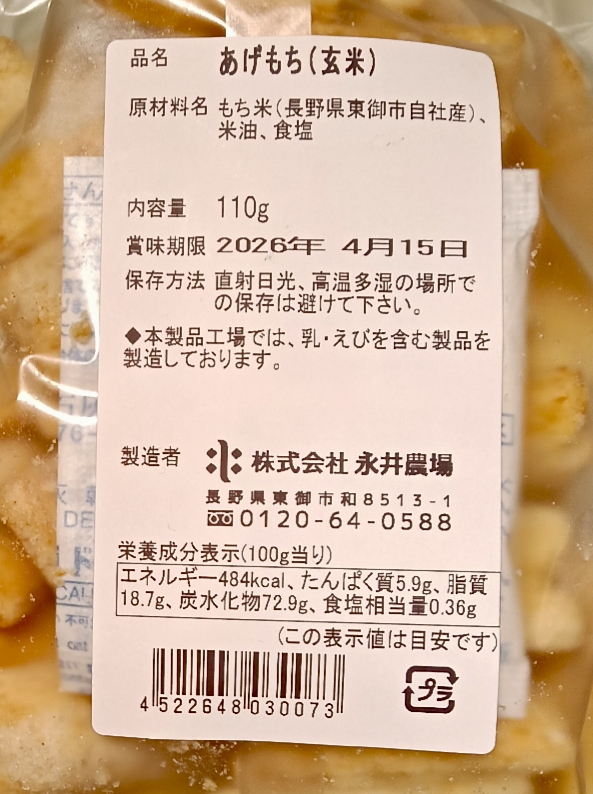 品名 あげもち(玄米)
原材料名 もち米(長野県東御市自社産)、
米油、食塩
内容量 110g
賞味期限 2026年 4月15日
保存方法 直射日光、高温多湿の場所で
の保存は避けて下さい。
◆本製品工場では、乳・えびを含む製品を
製造しております。
製造者 株式会社 永井農場
長野県東御市和8513-1
0120-64-0588
栄養成分表示(100g当り)
エネルギー484kcal、たんぱく質5.9g、脂質
18.7g、炭水化物72.9g、食塩相当量0.36g
(この表示値は目安です)
4 522648 030073
プラ